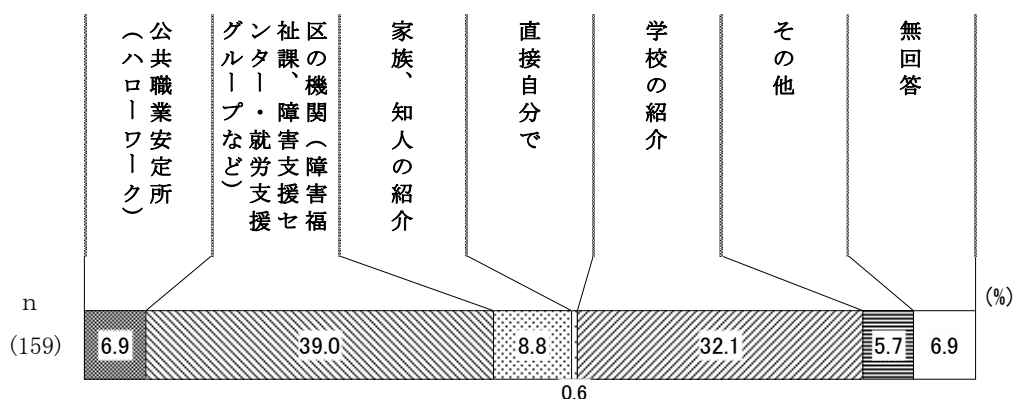 公共職業安定所
（ハローワーク）
区の機関（障害福
祉課、障害支援セ
ンター・就労支援
グループなど）
家族、知人の紹介
直接自分で
学校の紹介
その他
無回答
(%)
n
(159)
6.9
39.0
8.8
0.6
32.1
5.7
6.9